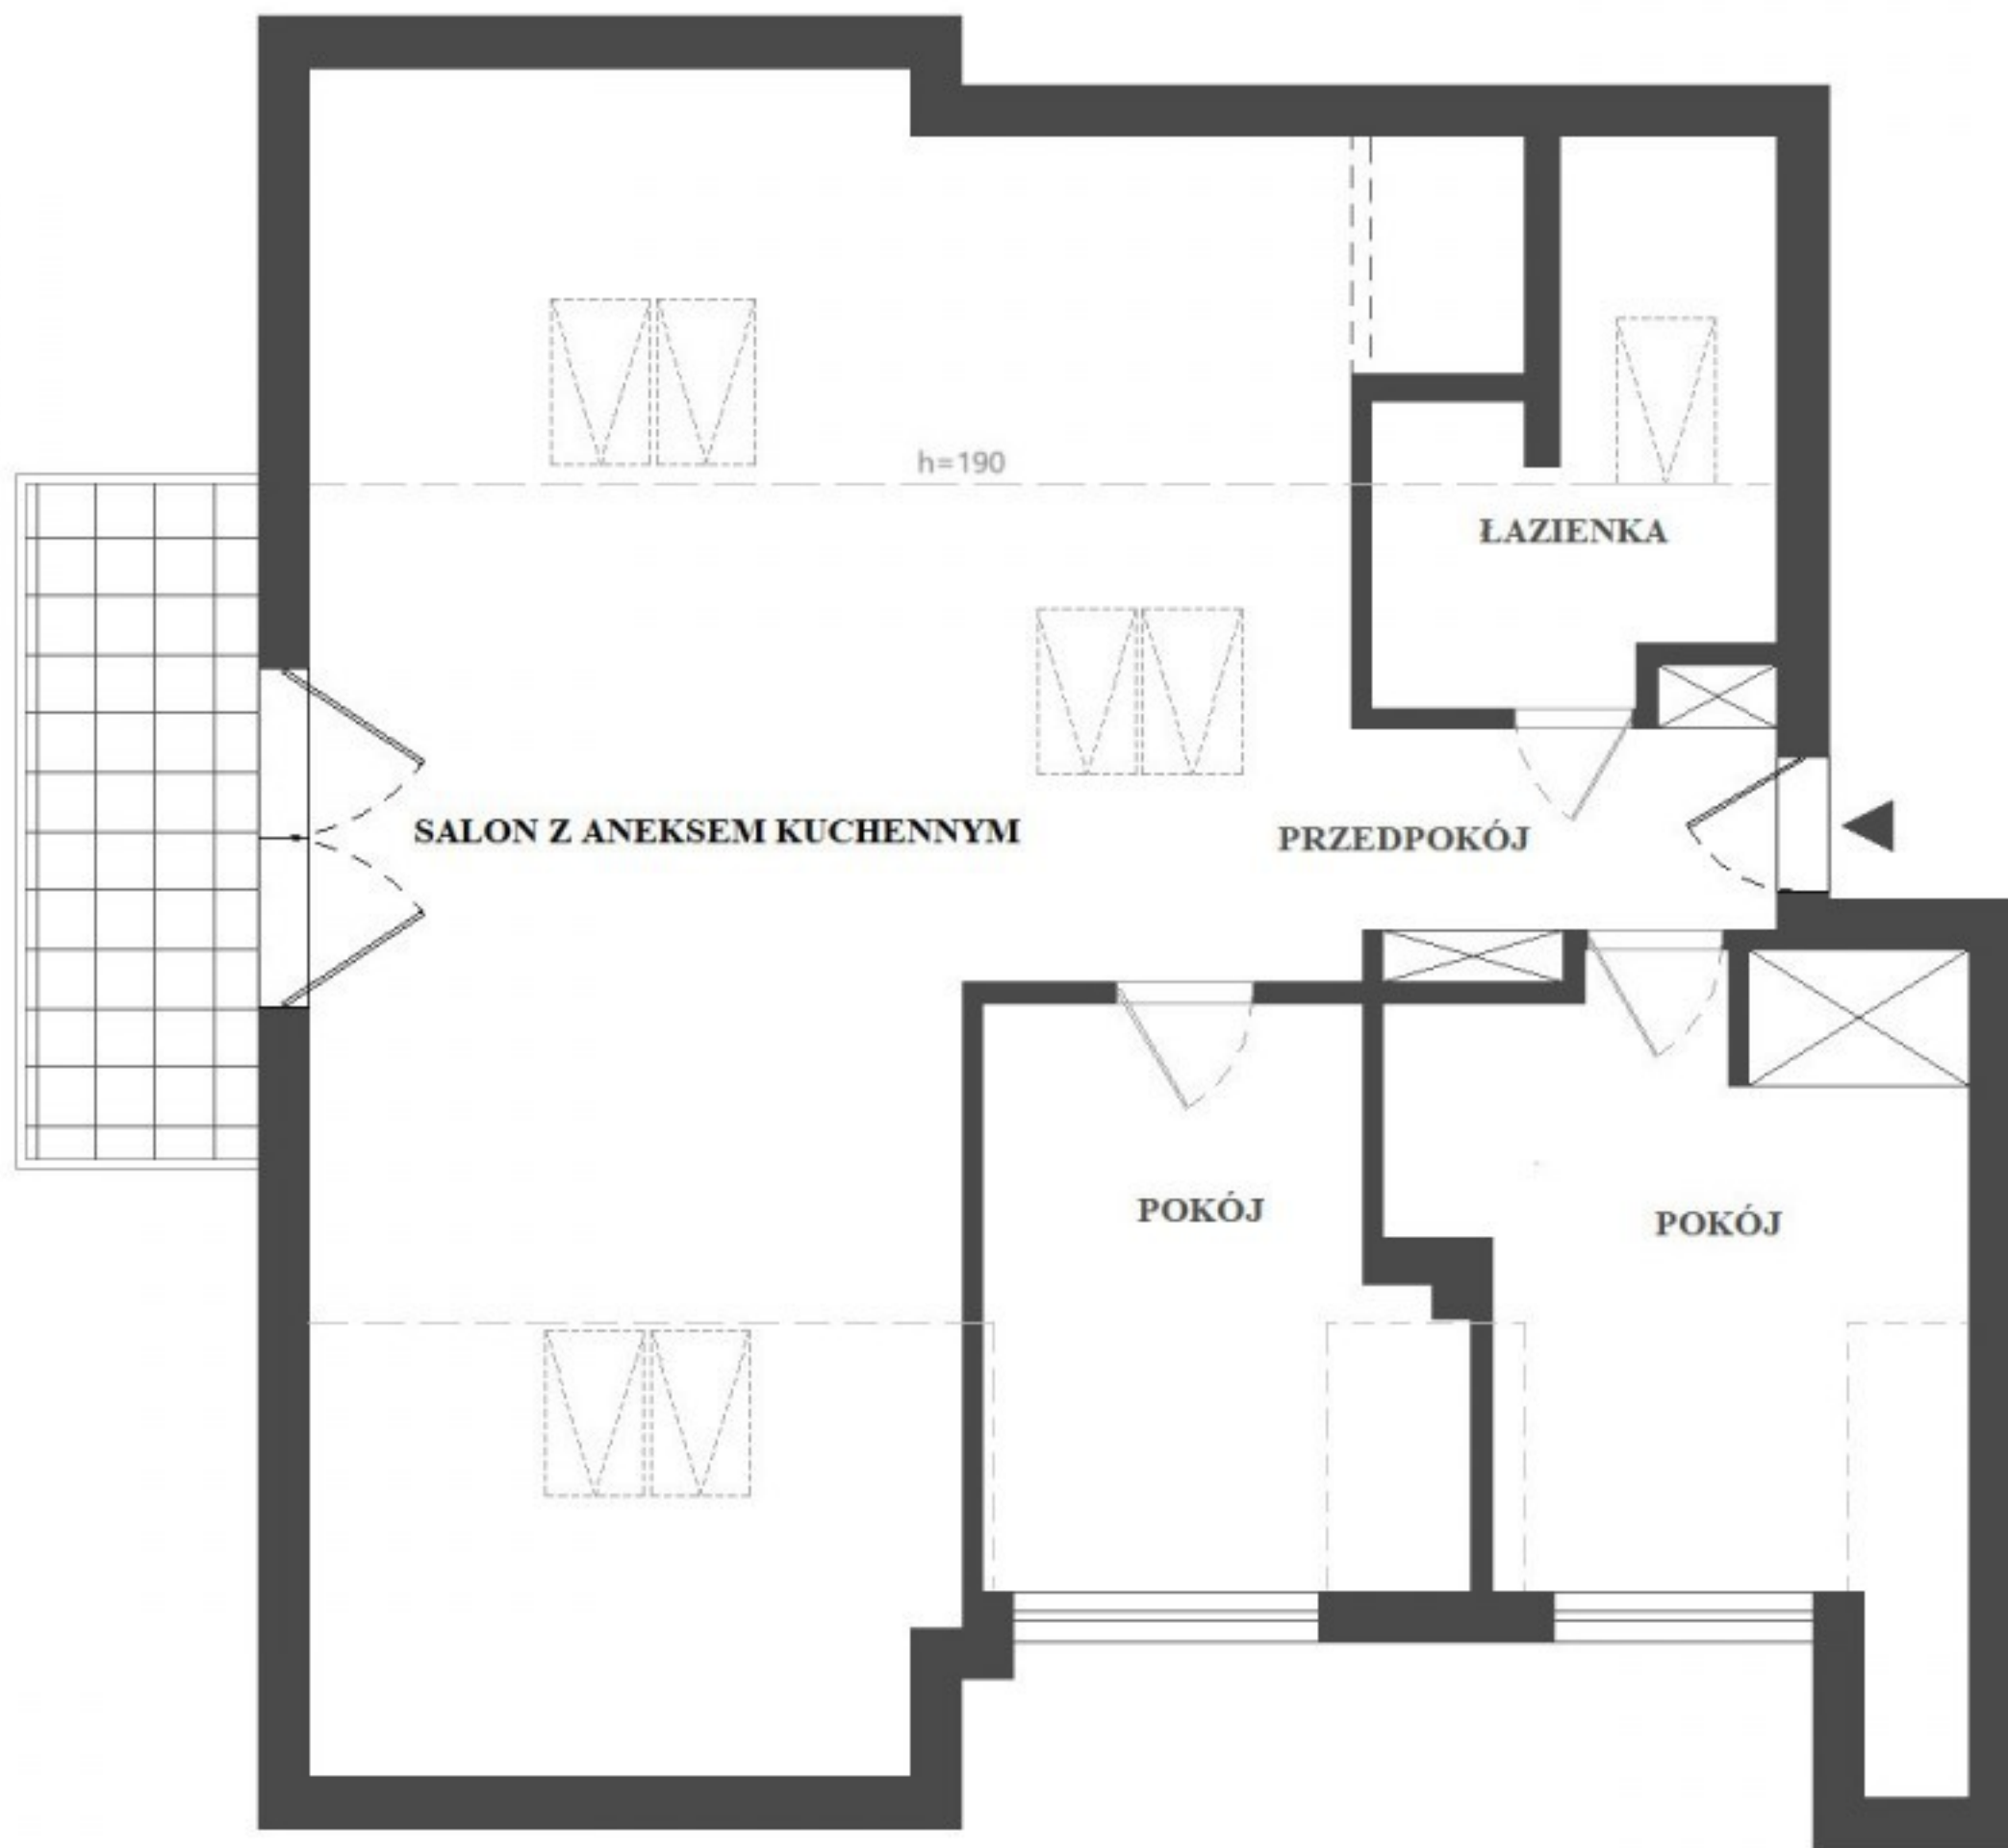 h=190
ŁAZIENKA
SALON Z ANEKSEM KUCHENNYM
PRZEDPOKÓJ
POKÓJ
POKÓJ